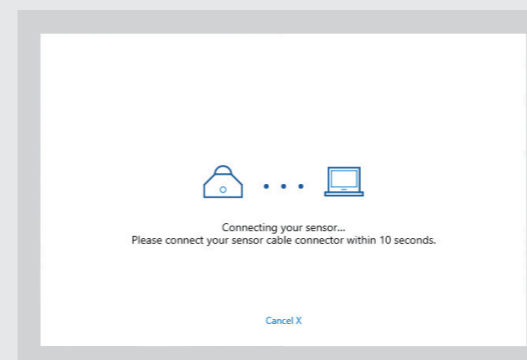 Connecting your sensor...
Please connect your sensor cable connector within 10 seconds.
Cancel X